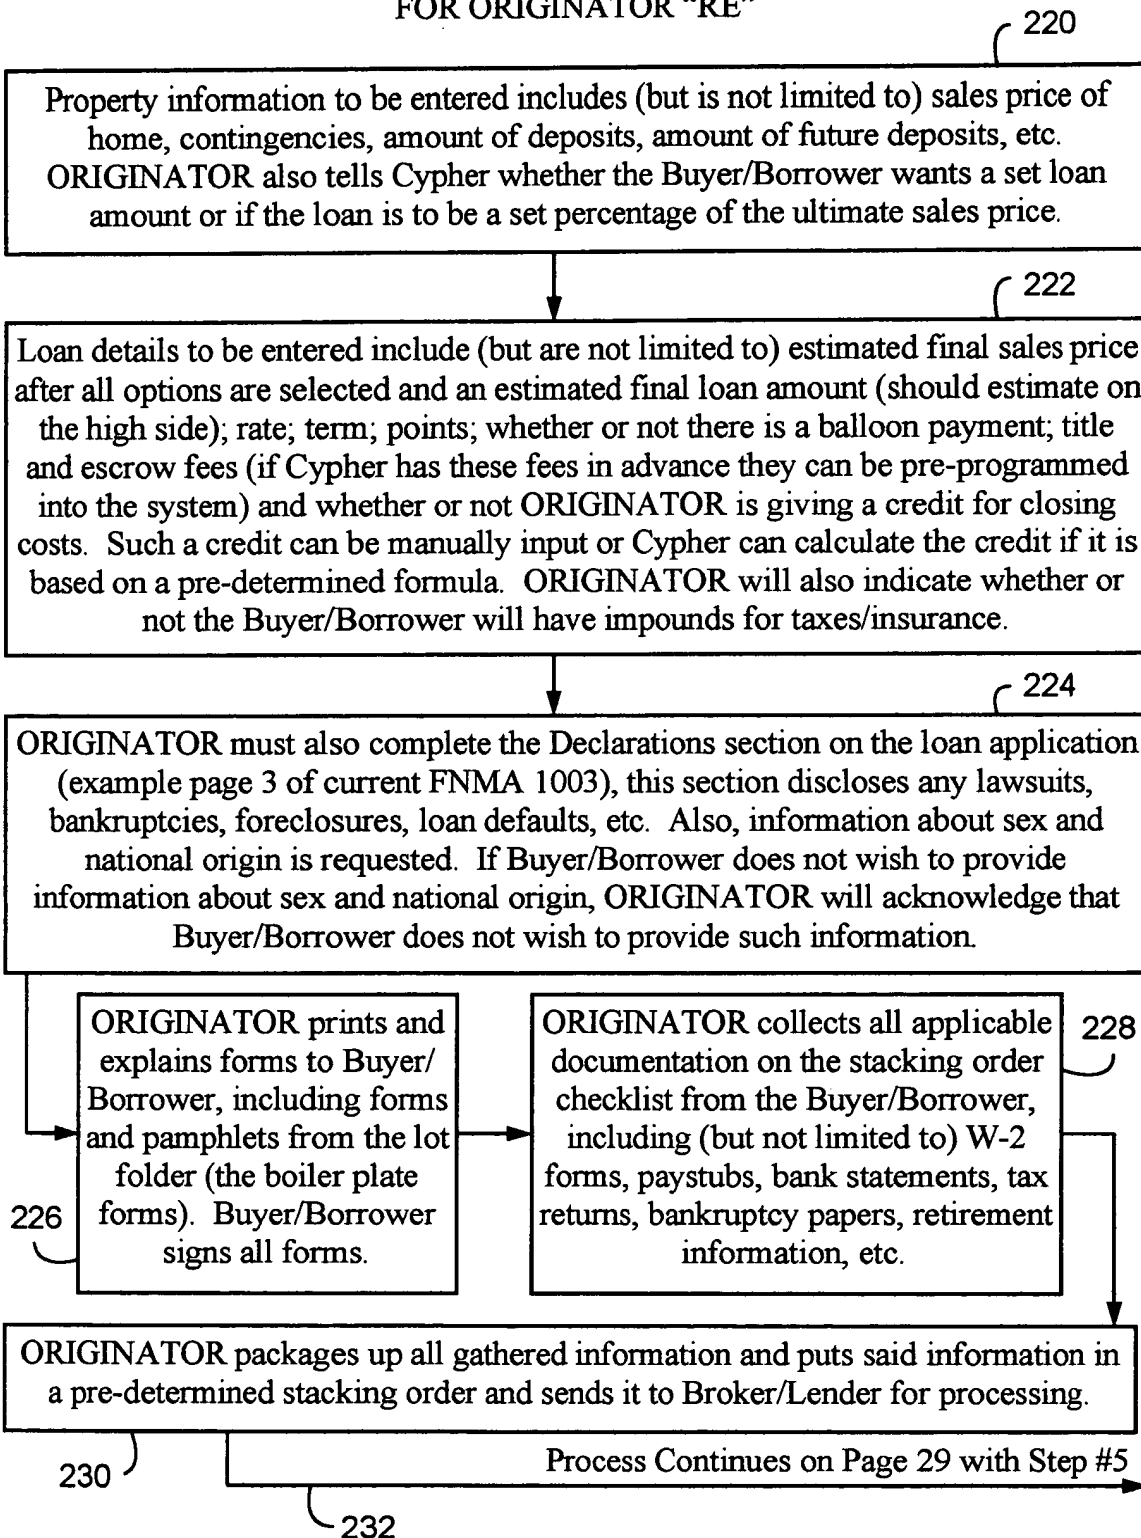 FOR ORIGINATOR "RE"
220
Property information to be entered includes (but is not limited to) sales price of
home, contingencies, amount of deposits, amount of future deposits, etc.
ORIGINATOR also tells Cypher whether the Buyer/Borrower wants a set loan
amount or if the loan is to be a set percentage of the ultimate sales price.
222
Loan details to be entered include (but are not limited to) estimated final sales price
after all options are selected and an estimated final loan amount (should estimate on
the high side); rate; term; points; whether or not there is a balloon payment; title
and escrow fees (if Cypher has these fees in advance they can be pre-programmed
into the system) and whether or not ORIGINATOR is giving a credit for closing
costs. Such a credit can be manually input or Cypher can calculate the credit if it is
based on a pre-determined formula. ORIGINATOR will also indicate whether or
not the Buyer/Borrower will have impounds for taxes/insurance.
224
ORIGINATOR must also complete the Declarations section on the loan application
(example page 3 of current FNMA 1003), this section discloses any lawsuits,
bankruptcies, foreclosures, loan defaults, etc. Also, information about sex and
national origin is requested. If Buyer/Borrower does not wish to provide
information about sex and national origin, ORIGINATOR will acknowledge that
Buyer/Borrower does not wish to provide such information.
ORIGINATOR prints and
explains forms to Buyer/
Borrower, including forms
and pamphlets from the lot
folder (the boiler plate
forms). Buyer/Borrower
signs all forms.
226
ORIGINATOR collects all applicable
documentation on the stacking order
checklist from the Buyer/Borrower,
including (but not limited to) W-2
forms, paystubs, bank statements, tax
returns, bankruptcy papers, retirement
information, etc.
228
ORIGINATOR packages up all gathered information and puts said information in
a pre-determined stacking order and sends it to Broker/Lender for processing.
230
Process Continues on Page 29 with Step #5
232